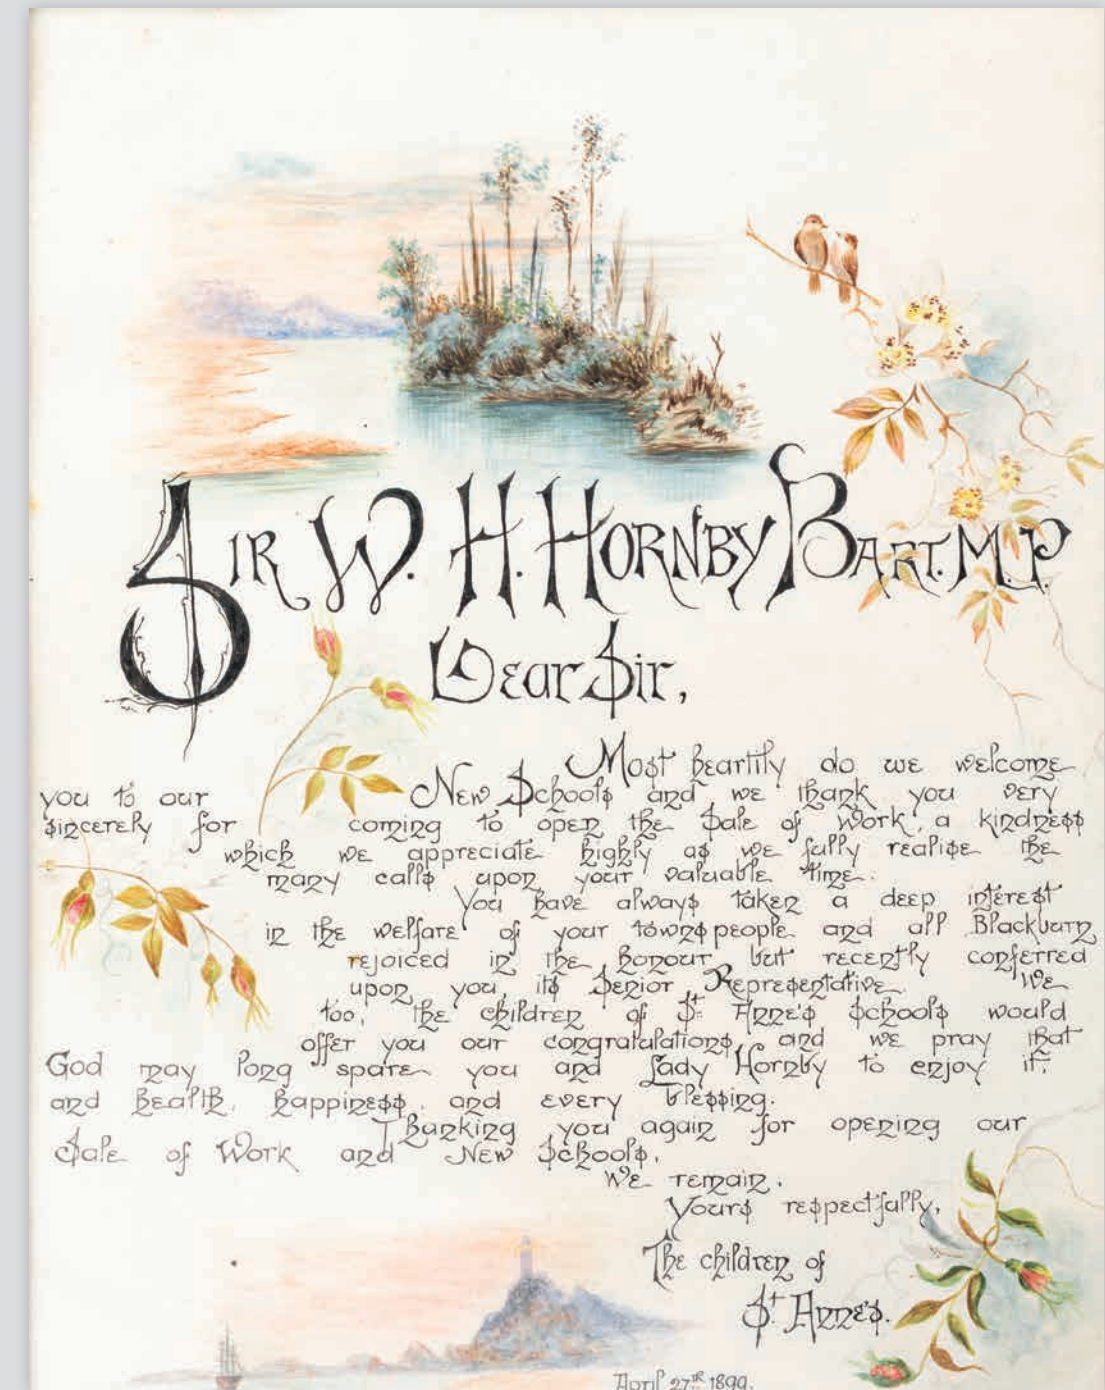 SIR W. H. HORNBY BART. M.P.
Dear Sir,
Most heartily do we welcome
you to our New Schools and we thank you very
sincerely for coming to open the Sale of Work, a kindness
which we appreciate highly as we fully realise the
many calls upon your valuable time.
You have always taken a deep interest
in the welfare of your townspeople and all Blackburn
rejoiced in the honour but recently conferred
upon you, its Senior Representative. We
too, the children of St. Anne's Schools would
offer you our congratulations, and we pray that
God may long spare you and Lady Hornby to enjoy it,
and health, happiness, and every blessing.
Thanking you again for opening our
Sale of Work and New Schools,
We remain,
Yours respectfully,
The children of
St. Anne's.
April 27th 1899.